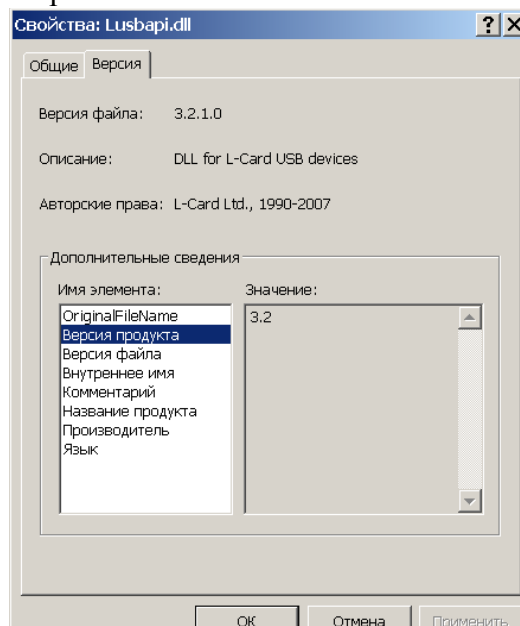 Свойства: Lusbapi.dll
Общие Версия
Версия файла: 3.2.1.0
Описание: DLL for L-Card USB devices
Авторские права: L-Card Ltd., 1990-2007
Дополнительные сведения
Имя элемента: Значение:
OriginalFileName 3.2
Версия продукта
Версия файла
Внутреннее имя
Комментарий
Название продукта
Производитель
Язык
ОК Отмена Применить